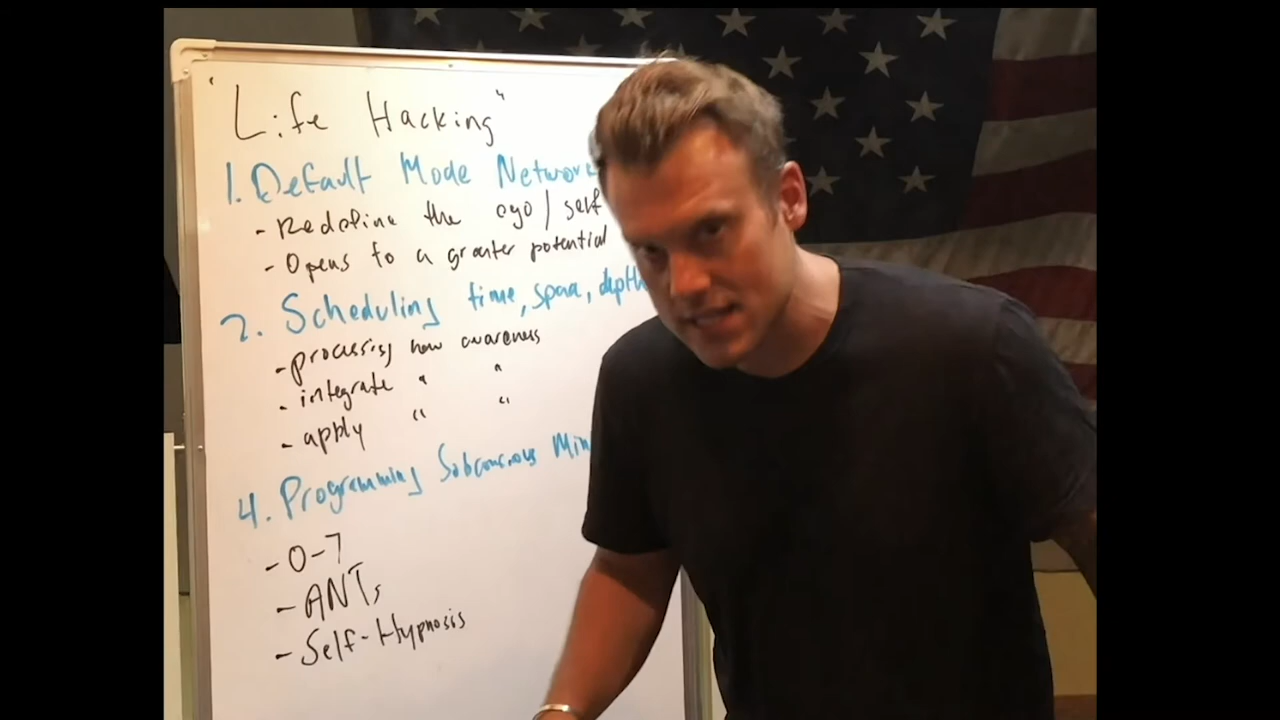 "Life Hacking"
1. Default Mode Network
- Redefine the ego/self
- Opens to a greater potential
2. Scheduling time, space, depth
- processing new awareness
- integrate " "
- apply " "
4. Programming Subconscious Min
- 0-7
- ANTs
- Self-Hypnosis